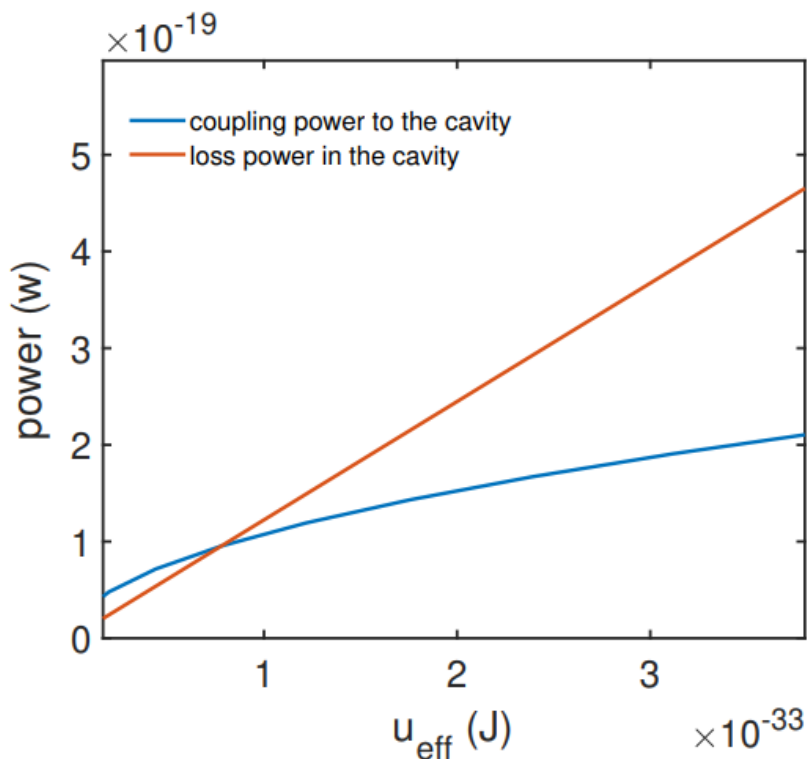 ×10⁻¹⁹
coupling power to the cavity
loss power in the cavity
5
4
3
2
1
0
power (w)
1 2 3
u_eff (J)
×10⁻³³